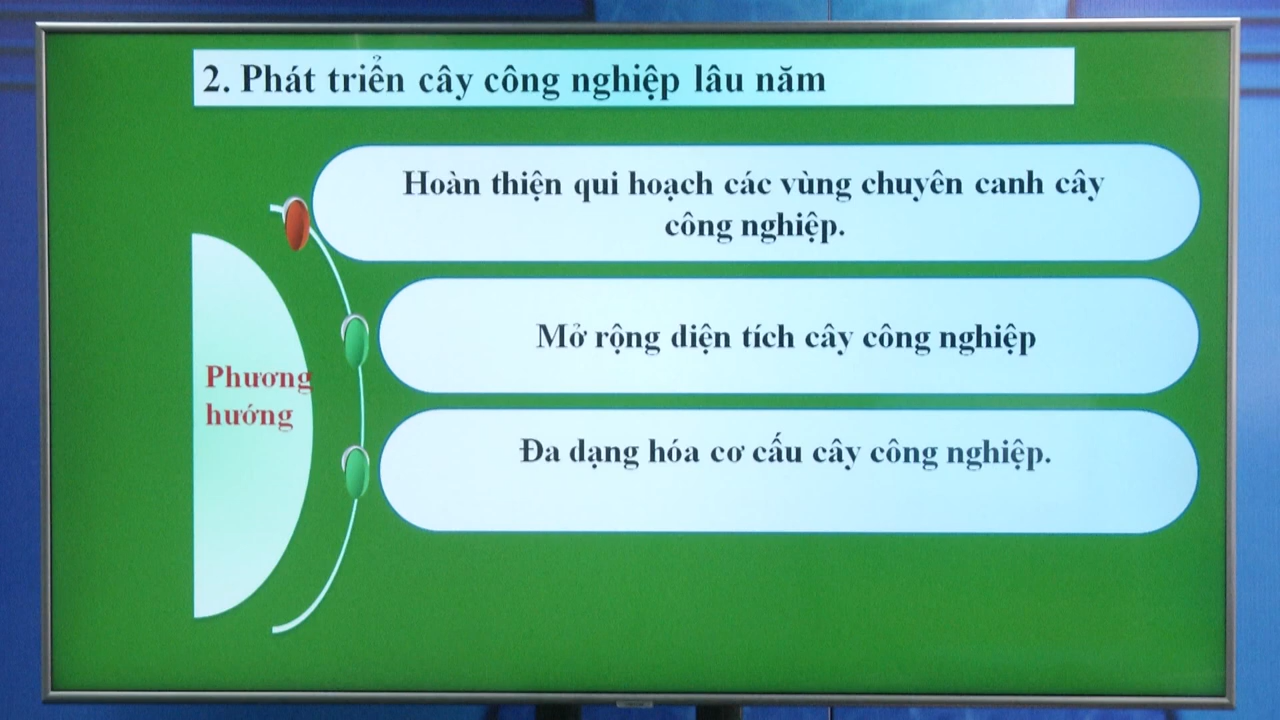 2. Phát triển cây công nghiệp lâu năm
Hoàn thiện qui hoạch các vùng chuyên canh cây
công nghiệp.
Mở rộng diện tích cây công nghiệp
Phương
hướng
Đa dạng hóa cơ cấu cây công nghiệp.